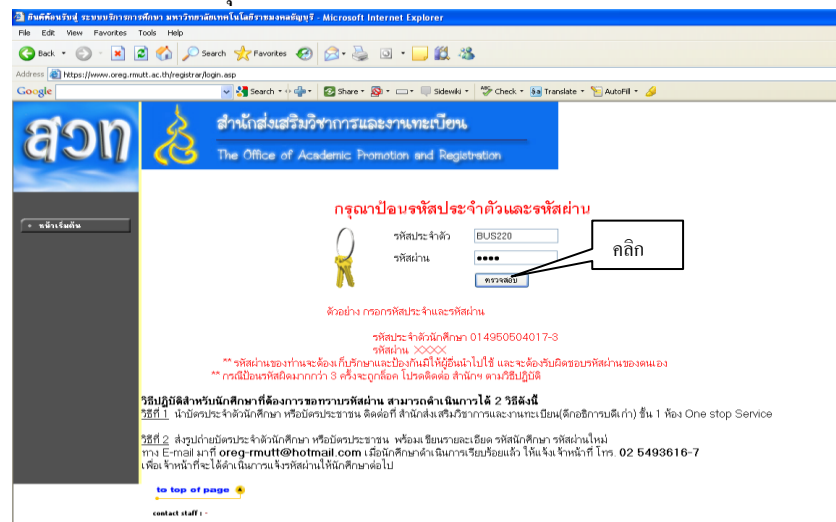 ยินดีต้อนรับสู่ ระบบบริการการศึกษา มหาวิทยาลัยเทคโนโลยีราชมงคลธัญบุรี - Microsoft Internet Explorer
File Edit View Favorites Tools Help
Back Search Favorites
Address https://www.oreg.rmutt.ac.th/registrar/login.asp
Google Search Share Sidewiki Check Translate AutoFill
สวท
สำนักส่งเสริมวิชาการและงานทะเบียน
The Office of Academic Promotion and Registration
หน้าเริ่มต้น
กรุณาป้อนรหัสประจำตัวและรหัสผ่าน
รหัสประจำตัว BUS220
รหัสผ่าน ●●●●
ตรวจสอบ
คลิก
ตัวอย่าง กรอกรหัสประจำและรหัสผ่าน
รหัสประจำตัวนักศึกษา 014950504017-3
รหัสผ่าน XXXX
** รหัสผ่านของท่านจะต้องเก็บรักษาและป้องกันมิให้ผู้อื่นนำไปใช้ และจะต้องรับผิดชอบรหัสผ่านของตนเอง
** กรณีป้อนรหัสผิดมากกว่า 3 ครั้งจะถูกล็อค โปรดติดต่อ สำนักฯ ตามวิธีปฏิบัติ
วิธีปฏิบัติสำหรับนักศึกษาที่ต้องการขอทราบรหัสผ่าน สามารถดำเนินการได้ 2 วิธีดังนี้
วิธีที่ 1 นำบัตรประจำตัวนักศึกษา หรือบัตรประชาชน ติดต่อที่ สำนักส่งเสริมวิชาการและงานทะเบียน(ตึกอธิการบดีเก่า) ชั้น 1 ห้อง One stop Service
วิธีที่ 2 ส่งรูปถ่ายบัตรประจำตัวนักศึกษา หรือบัตรประชาชน พร้อมเขียนรายละเอียด รหัสนักศึกษา รหัสผ่านใหม่
ทาง E-mail มาที่ oreg-rmutt@hotmail.com เมื่อนักศึกษาดำเนินการเรียบร้อยแล้ว ให้แจ้งเจ้าหน้าที่ โทร. 02 5493616-7
เพื่อเจ้าหน้าที่จะได้ดำเนินการแจ้งรหัสผ่านให้นักศึกษาต่อไป
to top of page
contact staff : -